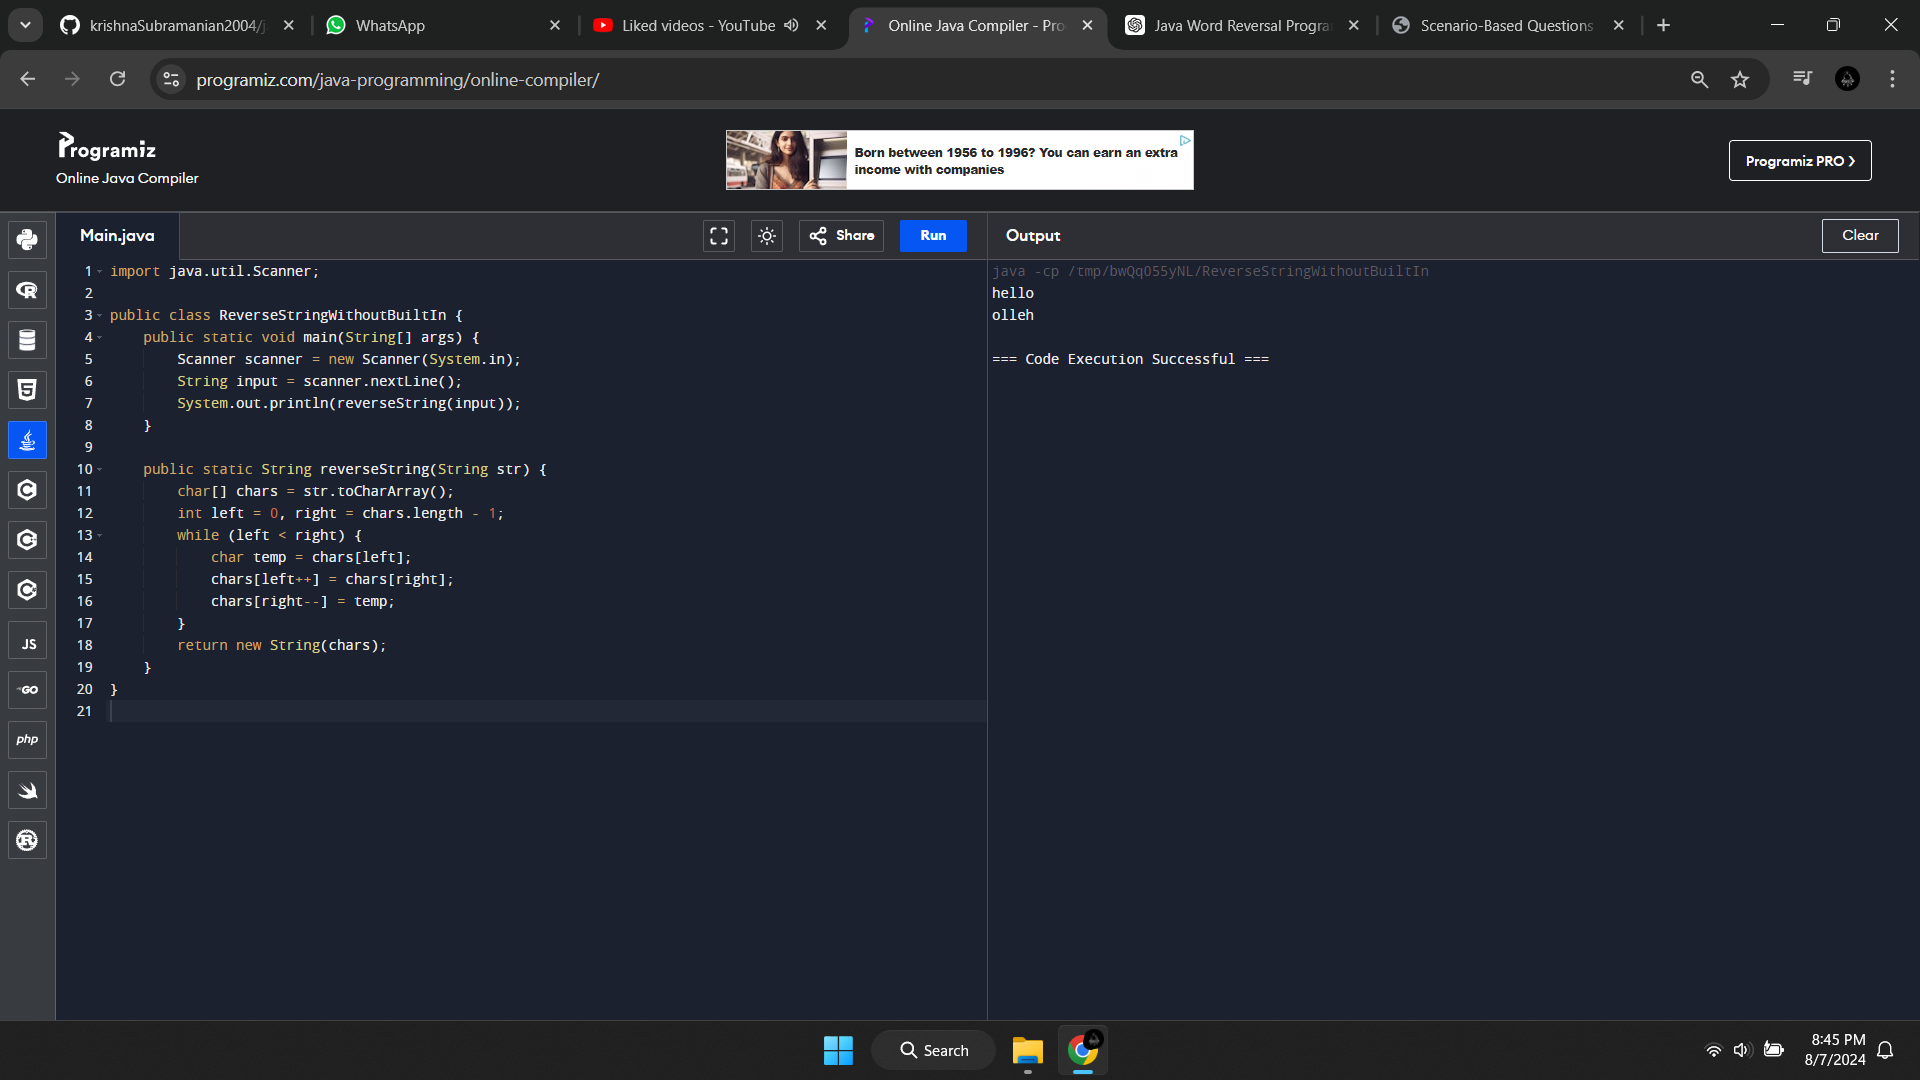 krishnaSubramanian2004/j
WhatsApp
Liked videos - YouTube
Online Java Compiler - Pro
Java Word Reversal Progra
Scenario-Based Questions
programiz.com/java-programming/online-compiler/
Programiz
Online Java Compiler
Born between 1956 to 1996? You can earn an extra
income with companies
Programiz PRO
Main.java
Share
Run
Output
Clear
1 import java.util.Scanner;
2
3 public class ReverseStringWithoutBuiltIn {
4 public static void main(String[] args) {
5 Scanner scanner = new Scanner(System.in);
6 String input = scanner.nextLine();
7 System.out.println(reverseString(input));
8 }
9
10 public static String reverseString(String str) {
11 char[] chars = str.toCharArray();
12 int left = 0, right = chars.length - 1;
13 while (left < right) {
14 char temp = chars[left];
15 chars[left++] = chars[right];
16 chars[right--] = temp;
17 }
18 return new String(chars);
19 }
20 }
21
java -cp /tmp/bwQqO55yNL/ReverseStringWithoutBuiltIn
hello
olleh
=== Code Execution Successful ===
JS
GO
php
Search
8:45 PM
8/7/2024